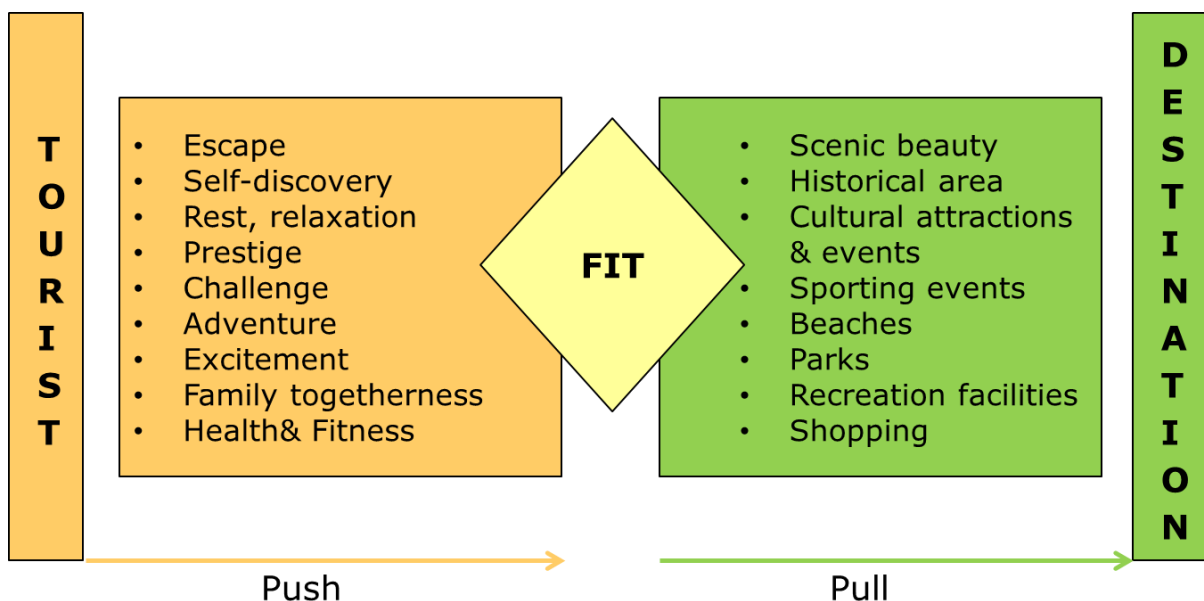 TOURIST
• Escape
• Self-discovery
• Rest, relaxation
• Prestige
• Challenge
• Adventure
• Excitement
• Family togetherness
• Health& Fitness
FIT
• Scenic beauty
• Historical area
• Cultural attractions
& events
• Sporting events
• Beaches
• Parks
• Recreation facilities
• Shopping
DESTINATION
Push
Pull